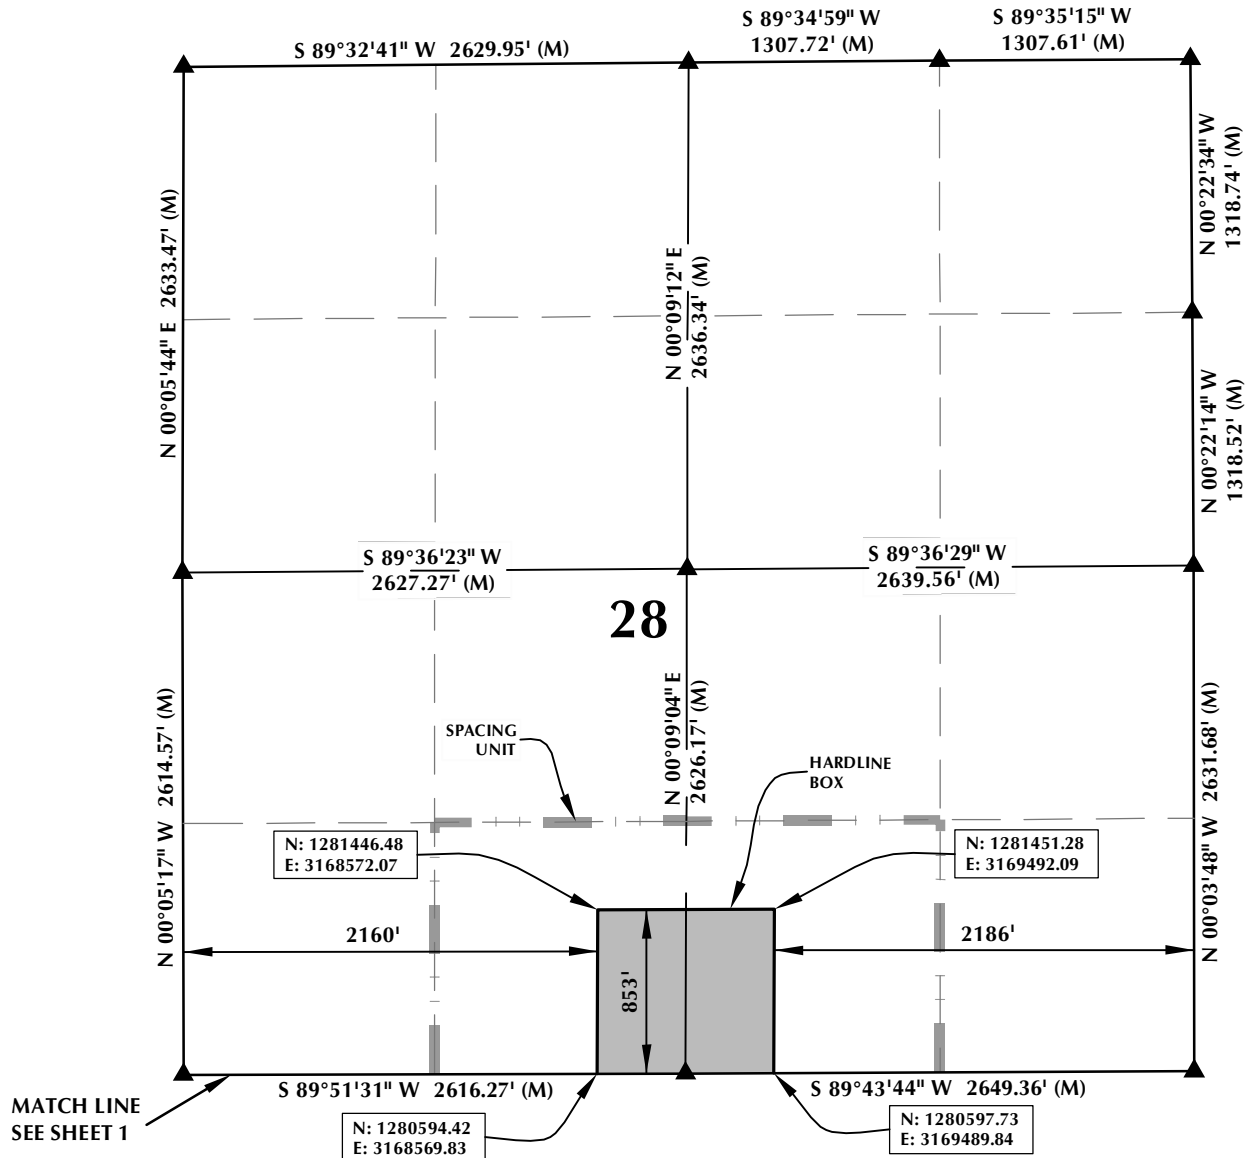 S 89°32'41" W 2629.95' (M)
S 89°34'59" W
1307.72' (M)
S 89°35'15" W
1307.61' (M)
N 00°05'44" E 2633.47' (M)
N 00°09'12" E
2636.34' (M)
N 00°22'34" W
1318.74' (M)
N 00°22'14" W
1318.52' (M)
S 89°36'23" W
2627.27' (M)
S 89°36'29" W
2639.56' (M)
28
N 00°05'17" W 2614.57' (M)
N 00°09'04" E
2626.17' (M)
N 00°03'48" W 2631.68' (M)
SPACING
UNIT
HARDLINE
BOX
N: 1281446.48
E: 3168572.07
N: 1281451.28
E: 3169492.09
2160'
853'
2186'
S 89°51'31" W 2616.27' (M)
S 89°43'44" W 2649.36' (M)
MATCH LINE
SEE SHEET 1
N: 1280594.42
E: 3168569.83
N: 1280597.73
E: 3169489.84